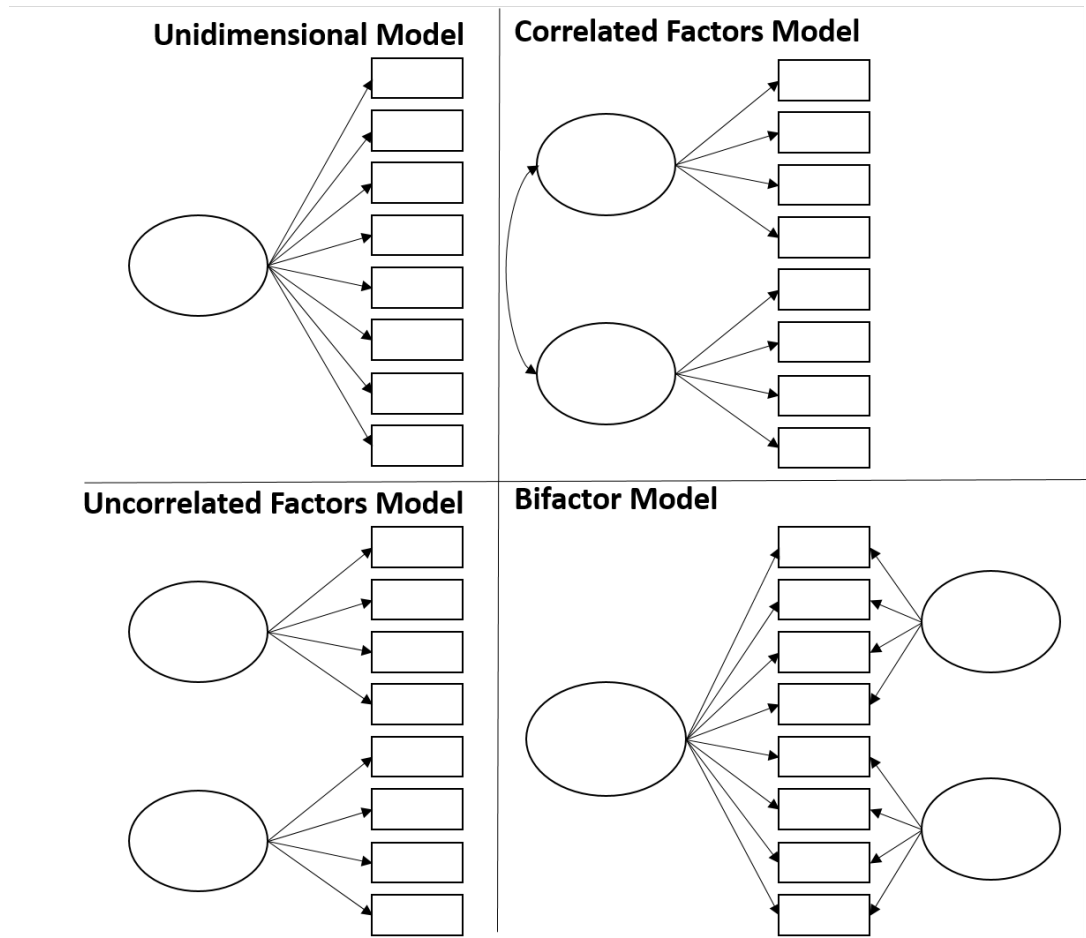 Unidimensional Model
Correlated Factors Model
Uncorrelated Factors Model
Bifactor Model